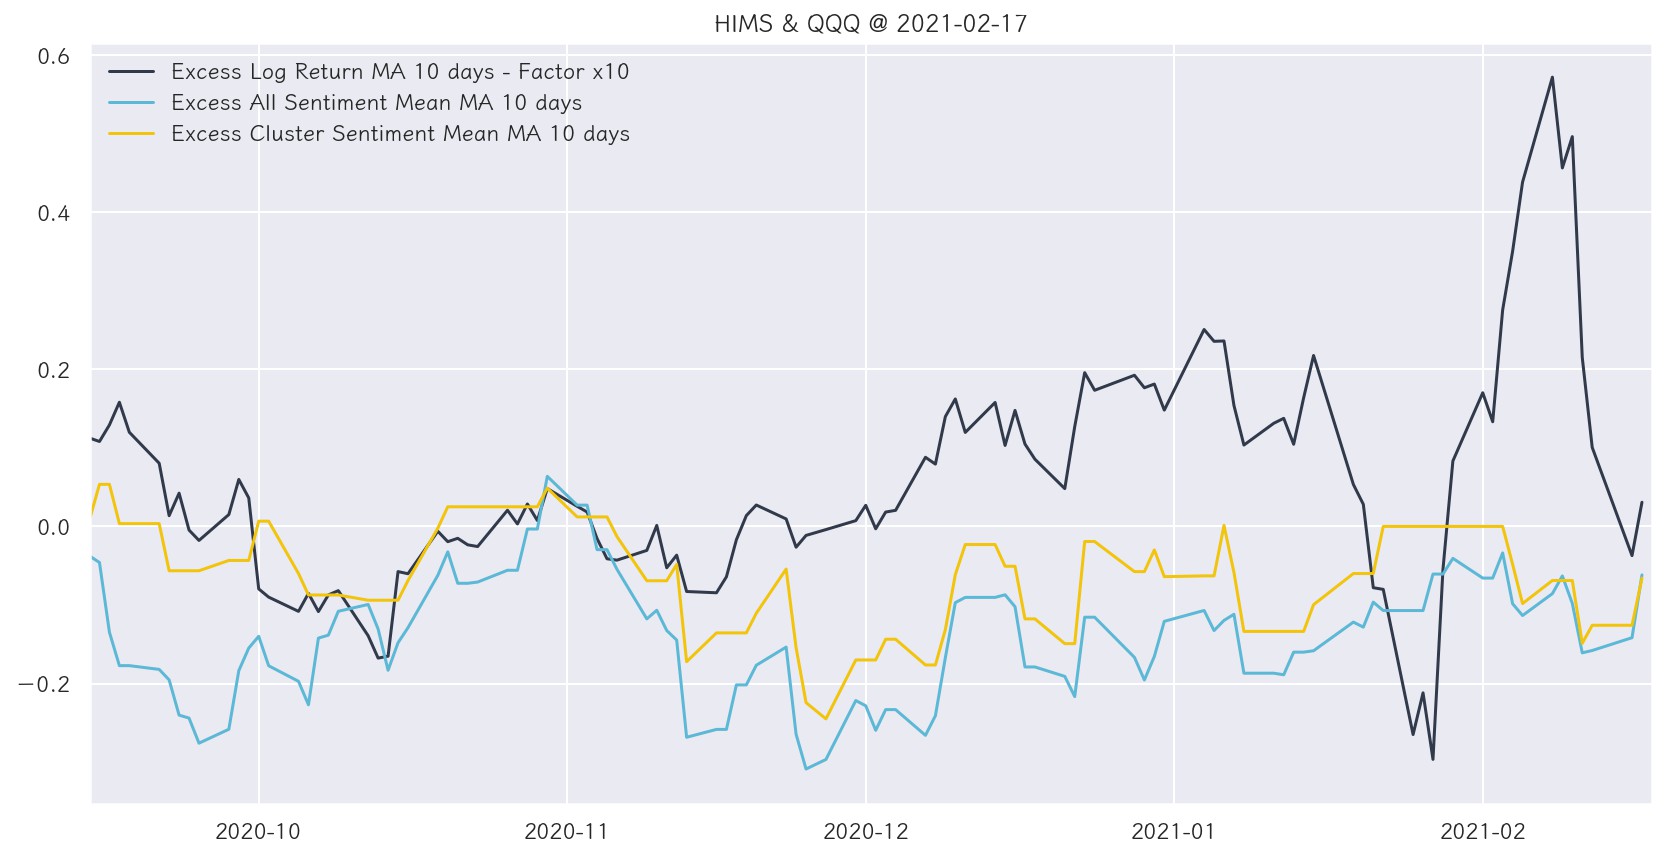 HIMS & QQQ @ 2021-02-17
0.6
Excess Log Return MA 10 days - Factor x10
Excess All Sentiment Mean MA 10 days
Excess Cluster Sentiment Mean MA 10 days
0.4
0.2
0.0
−0.2
2020-10 2020-11 2020-12 2021-01 2021-02